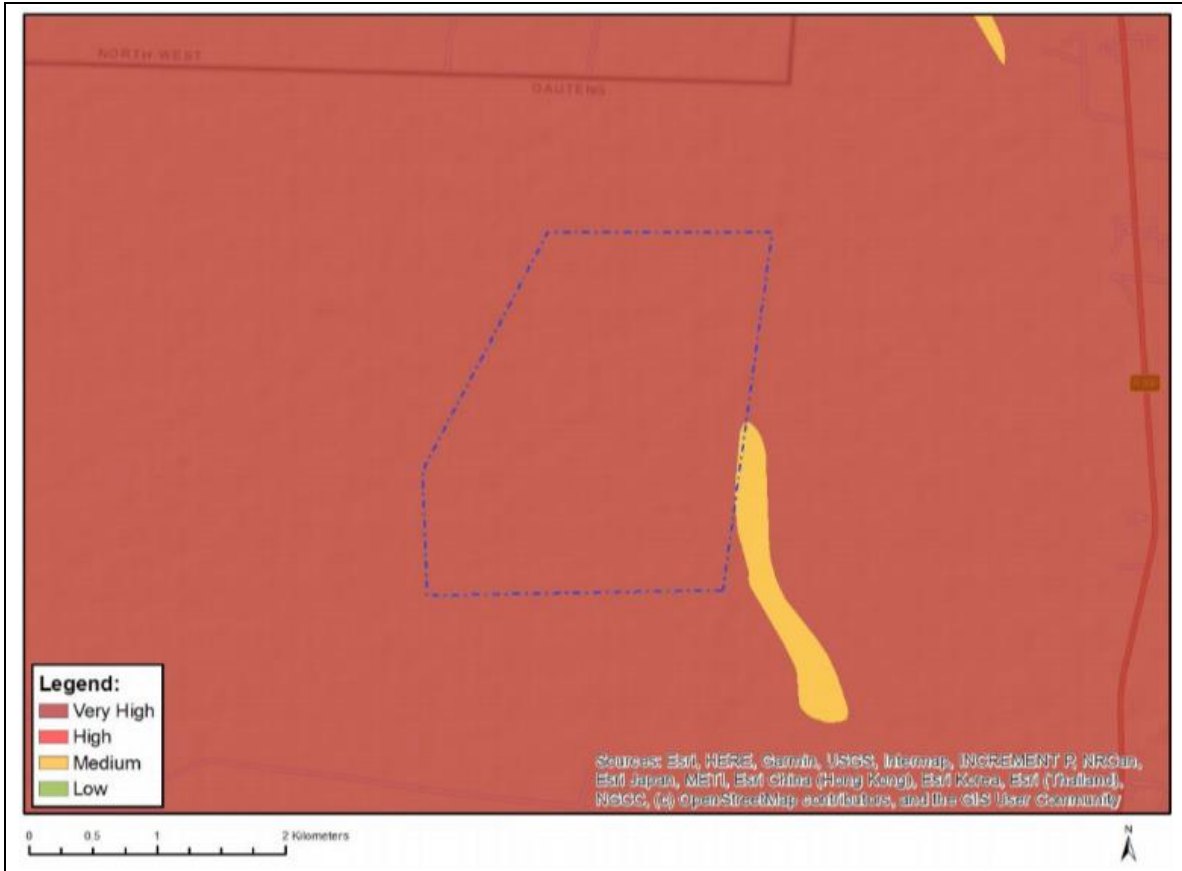 NORTH WEST
GAUTENG
Legend:
Very High
High
Medium
Low
Sources: Esri, HERE, Garmin, USGS, Intermap, INCREMENT P, NRCan,
Esri Japan, METI, Esri China (Hong Kong), Esri Korea, Esri (Thailand),
NGCC, (c) OpenStreetMap contributors, and the GIS User Community
0 0.5 1 2 Kilometers
N